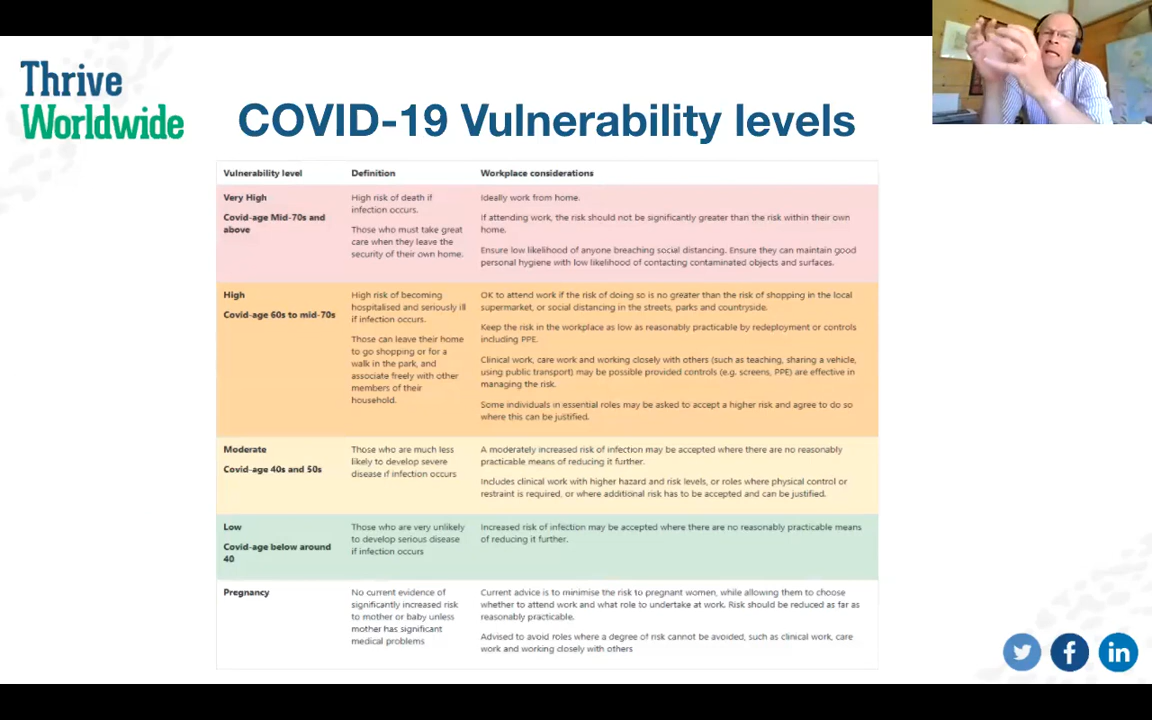 Thrive
Worldwide
COVID-19 Vulnerability levels
Vulnerability level
Definition
Workplace considerations
Very High
Covid-age Mid-70s and
above
High risk of death if
infection occurs.
Those who must take great
care when they leave the
security of their own home.
Ideally work from home.
If attending work, the risk should not be significantly greater than the risk within their own
home.
Ensure low likelihood of anyone breaching social distancing. Ensure they can maintain good
personal hygiene with low likelihood of contacting contaminated objects and surfaces.
High
Covid-age 60s to mid-70s
High risk of becoming
hospitalised and seriously ill
if infection occurs.
Those can leave their home
to go shopping or for a
walk in the park, and
associate freely with other
members of their
household.
OK to attend work if the risk of doing so is no greater than the risk of shopping in the local
supermarket, or social distancing in the streets, parks and countryside.
Keep the risk in the workplace as low as reasonably practicable by redeployment or controls
including PPE.
Clinical work, care work and working closely with others (such as teaching, sharing a vehicle,
using public transport) may be possible provided controls (e.g. screens, PPE) are effective in
managing the risk.
Some individuals in essential roles may be asked to accept a higher risk and agree to do so
where this can be justified.
Moderate
Covid-age 40s and 50s
Those who are much less
likely to develop severe
disease if infection occurs
A moderately increased risk of infection may be accepted where there are no reasonably
practicable means of reducing it further.
Includes clinical work with higher hazard and risk levels, or roles where physical control or
restraint is required, or where additional risk has to be accepted and can be justified.
Low
Covid-age below around
40
Those who are very unlikely
to develop serious disease
if infection occurs
Increased risk of infection may be accepted where there are no reasonably practicable means
of reducing it further.
Pregnancy
No current evidence of
significantly increased risk
to mother or baby unless
mother has significant
medical problems
Current advice is to minimise the risk to pregnant women, while allowing them to choose
whether to attend work and what role to undertake at work. Risk should be reduced as far as
reasonably practicable.
Advised to avoid roles where a degree of risk cannot be avoided, such as clinical work, care
work and working closely with others